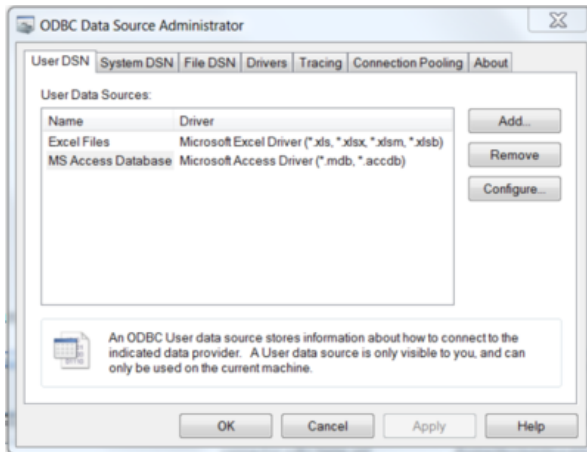 ODBC Data Source Administrator
User DSN System DSN File DSN Drivers Tracing Connection Pooling About
User Data Sources:
Name Driver
Excel Files Microsoft Excel Driver (*.xls, *.xlsx, *.xlsm, *.xlsb)
MS Access Database Microsoft Access Driver (*.mdb, *.accdb)
Add...
Remove
Configure...
An ODBC User data source stores information about how to connect to the
indicated data provider. A User data source is only visible to you, and can
only be used on the current machine.
OK Cancel Apply Help